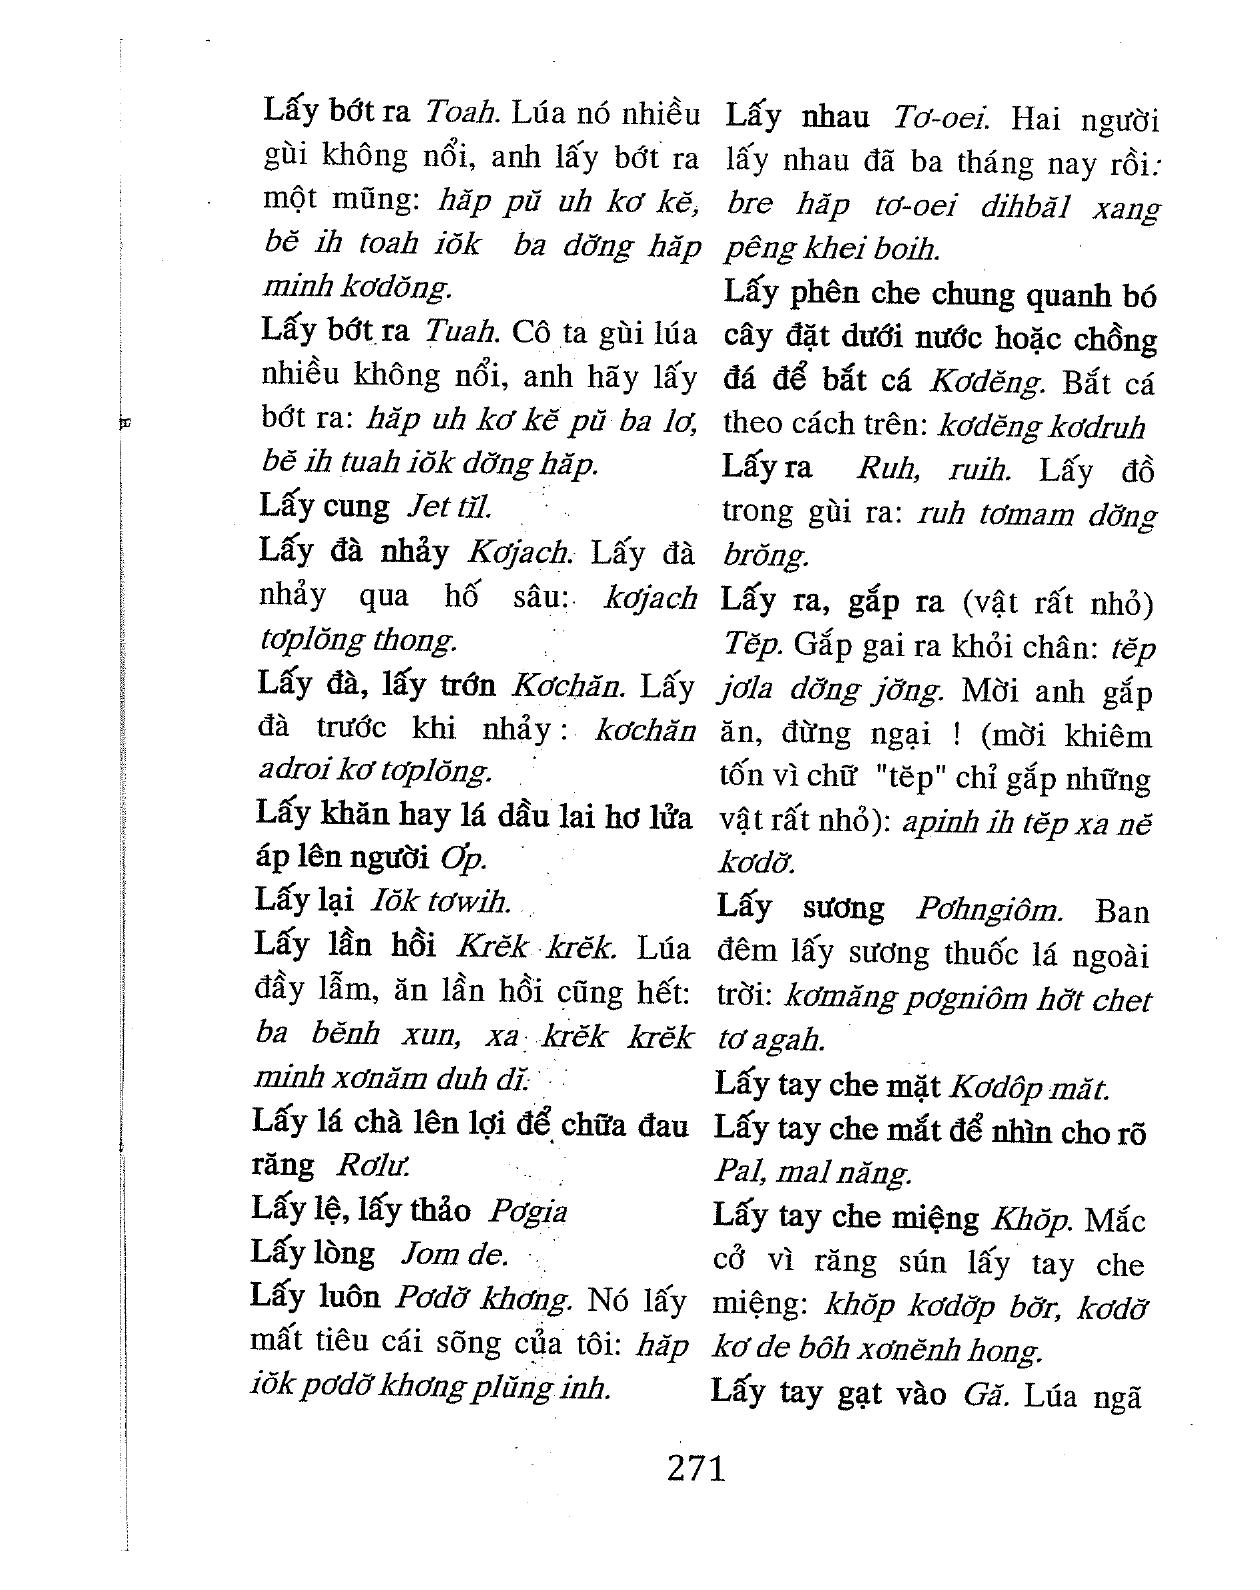 Lấy bớt ra Toah. Lúa nó nhiều
gùi không nổi, anh lấy bớt ra
một mũng: hăp pŭ uh kơ kĕ,
bĕ ih toah iŏk ba dơ̆ng hăp
minh kơdŏng.
Lấy bớt ra Tuah. Cô ta gùi lúa
nhiều không nổi, anh hãy lấy
bớt ra: hăp uh kơ kĕ pŭ ba lơ,
bĕ ih tuah iŏk dơ̆ng hăp.
Lấy cung Jet tĭl.
Lấy đà nhảy Kơjach. Lấy đà
nhảy qua hố sâu: kơjach
tơplŏng thong.
Lấy đà, lấy trớn Kơchăn. Lấy
đà trước khi nhảy : kơchăn
adroi kơ tơplŏng.
Lấy khăn hay lá dầu lai hơ lửa
áp lên người Ơp.
Lấy lại Iŏk tơwih.
Lấy lần hồi Krĕk krĕk. Lúa
đầy lẫm, ăn lần hồi cũng hết:
ba bĕnh xun, xa krĕk krĕk
minh xơnăm duh dĭ.
Lấy lá chà lên lợi để chữa đau
răng Rơlư.
Lấy lệ, lấy thảo Pơgia
Lấy lòng Jom de.
Lấy luôn Pơdơ̆ khơng. Nó lấy
mất tiêu cái sõng của tôi: hăp
iŏk pơdơ̆ khơng plŭng inh.
Lấy nhau Tơ-oei. Hai người
lấy nhau đã ba tháng nay rồi:
bre hăp tơ-oei dihbăl xang
pêng khei boih.
Lấy phên che chung quanh bó
cây đặt dưới nước hoặc chồng
đá để bắt cá Kơdĕng. Bắt cá
theo cách trên: kơdĕng kơdruh
Lấy ra Ruh, ruih. Lấy đồ
trong gùi ra: ruh tơmam dơ̆ng
brŏng.
Lấy ra, gắp ra (vật rất nhỏ)
Tĕp. Gắp gai ra khỏi chân: tĕp
jơla dơ̆ng jơ̆ng. Mời anh gắp
ăn, đừng ngại ! (mời khiêm
tốn vì chữ "tĕp" chỉ gắp những
vật rất nhỏ): apinh ih tĕp xa nĕ
kơdơ̆.
Lấy sương Pơhngiôm. Ban
đêm lấy sương thuốc lá ngoài
trời: kơmăng pơgniôm hơ̆t chet
tơ agah.
Lấy tay che mặt Kơdôp măt.
Lấy tay che mắt để nhìn cho rõ
Pal, mal năng.
Lấy tay che miệng Khŏp. Mắc
cở vì răng sún lấy tay che
miệng: khŏp kơdơ̆p bơ̆r, kơdơ̆
kơ de bôh xơnĕnh hong.
Lấy tay gạt vào Gă. Lúa ngã
271